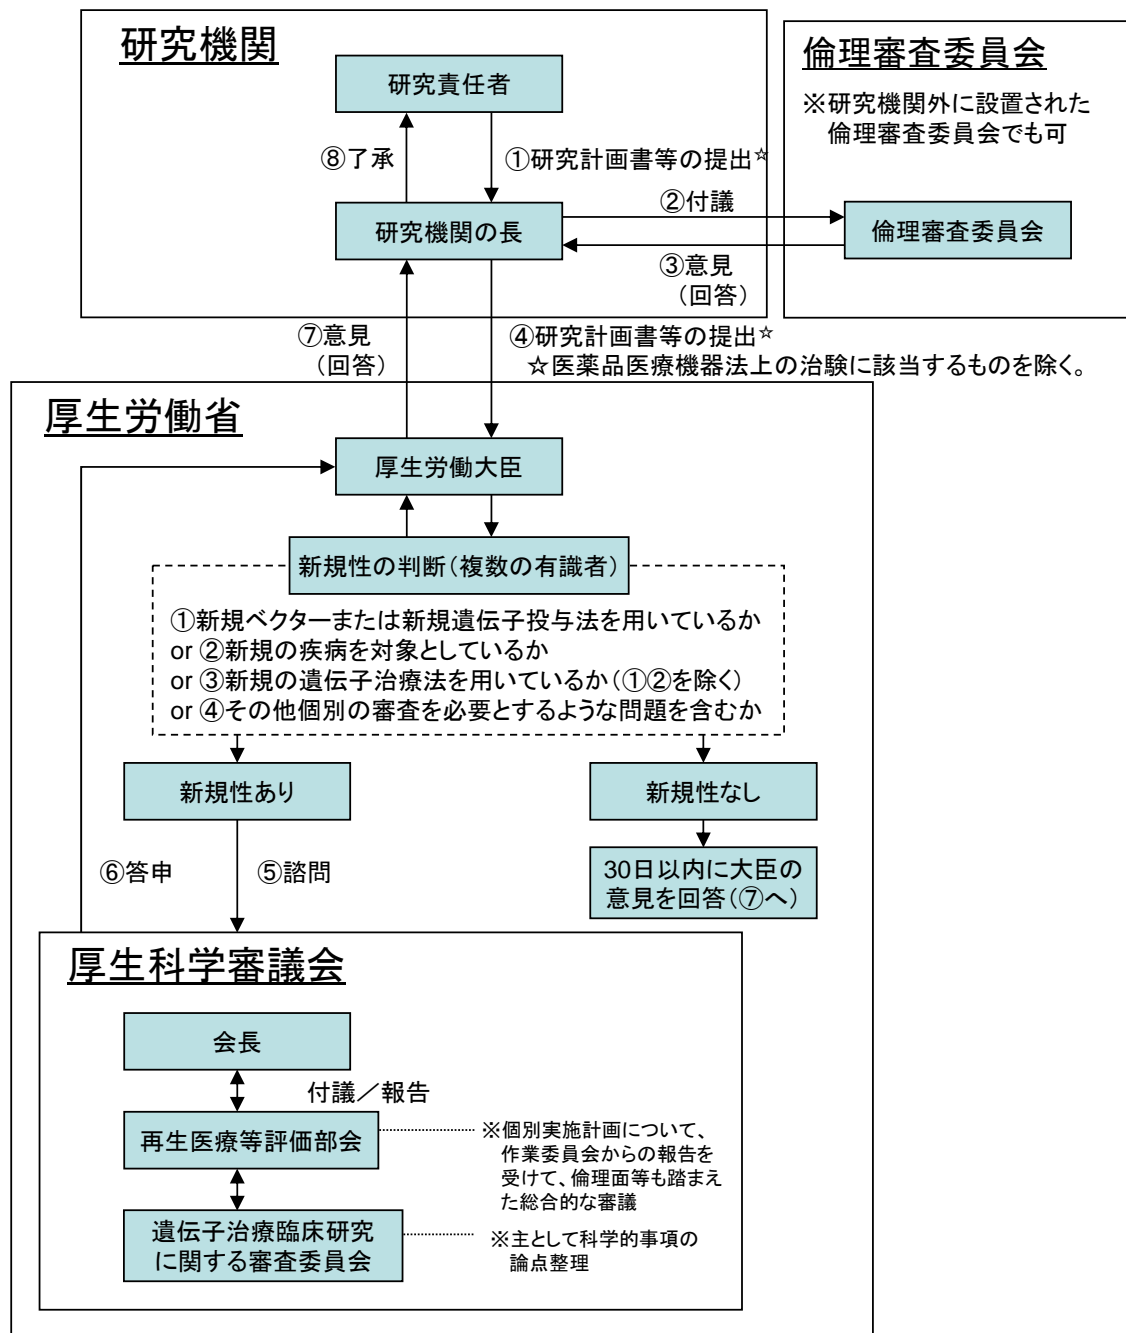 研究機関
研究責任者
⑧了承
①研究計画書等の提出☆
研究機関の長
②付議
③意見
(回答)
倫理審査委員会
※研究機関外に設置された
倫理審査委員会でも可
倫理審査委員会
⑦意見
(回答)
④研究計画書等の提出☆
☆医薬品医療機器法上の治験に該当するものを除く。
厚生労働省
厚生労働大臣
新規性の判断(複数の有識者)
①新規ベクターまたは新規遺伝子投与法を用いているか
or ②新規の疾病を対象としているか
or ③新規の遺伝子治療法を用いているか(①②を除く)
or ④その他個別の審査を必要とするような問題を含むか
新規性あり
新規性なし
⑥答申
⑤諮問
30日以内に大臣の
意見を回答(⑦へ)
厚生科学審議会
会長
付議／報告
再生医療等評価部会
※個別実施計画について、
作業委員会からの報告を
受けて、倫理面等も踏まえ
た総合的な審議
遺伝子治療臨床研究
に関する審査委員会
※主として科学的事項の
論点整理